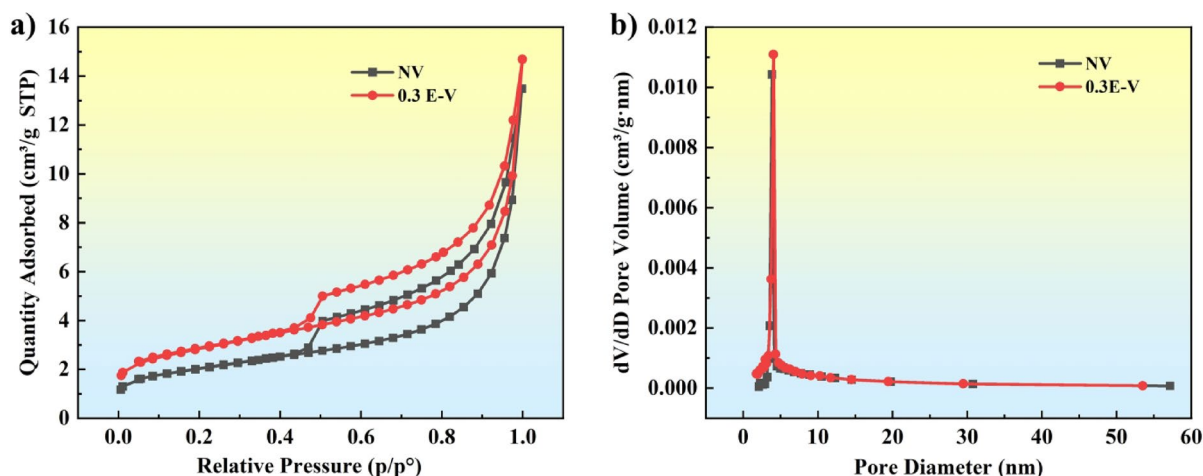 a)
Quantity Adsorbed (cm³/g STP)
16
14
12
10
8
6
4
2
0
NV
0.3 E-V
0.0 0.2 0.4 0.6 0.8 1.0
Relative Pressure (p/p°)
b)
dV/dD Pore Volume (cm³/g·nm)
0.012
0.010
0.008
0.006
0.004
0.002
0.000
NV
0.3E-V
0 10 20 30 40 50 60
Pore Diameter (nm)